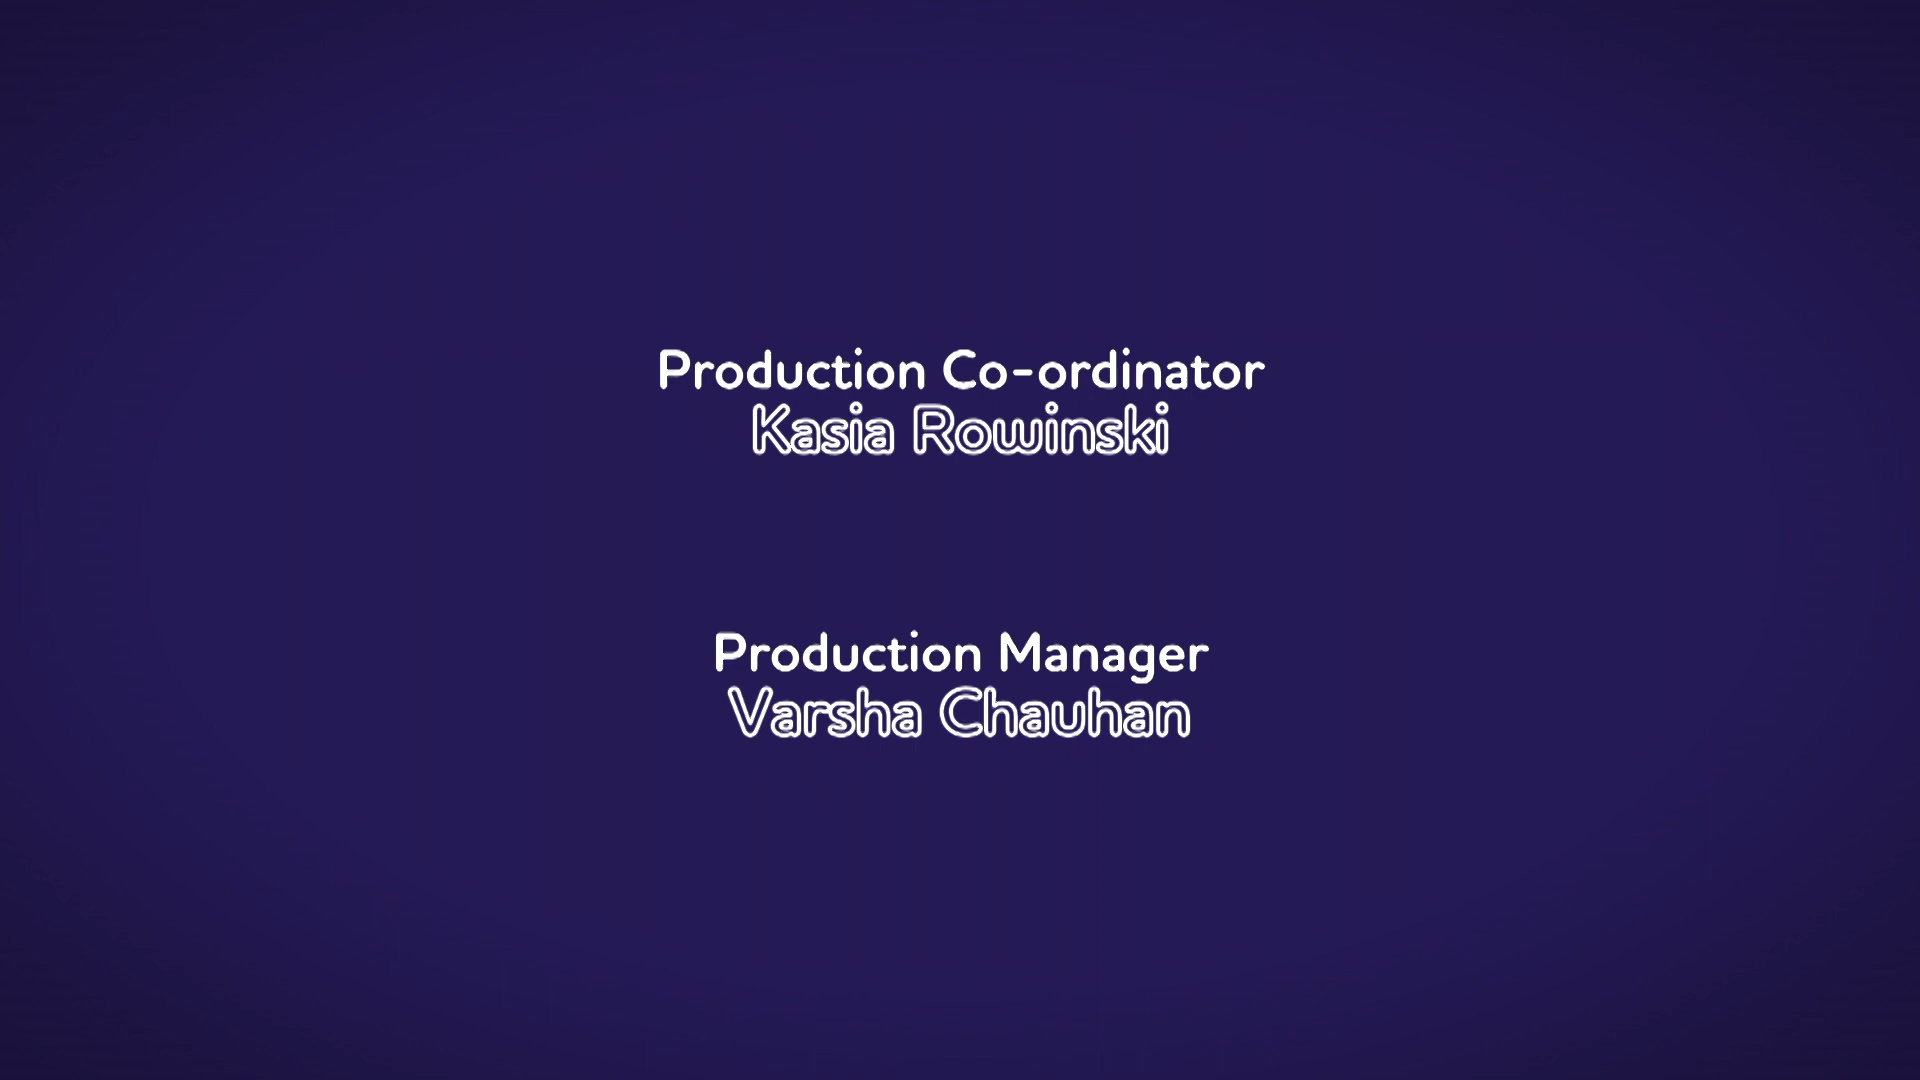 Production Co-ordinator
Kasia Rowinski
Production Manager
Varsha Chauhan